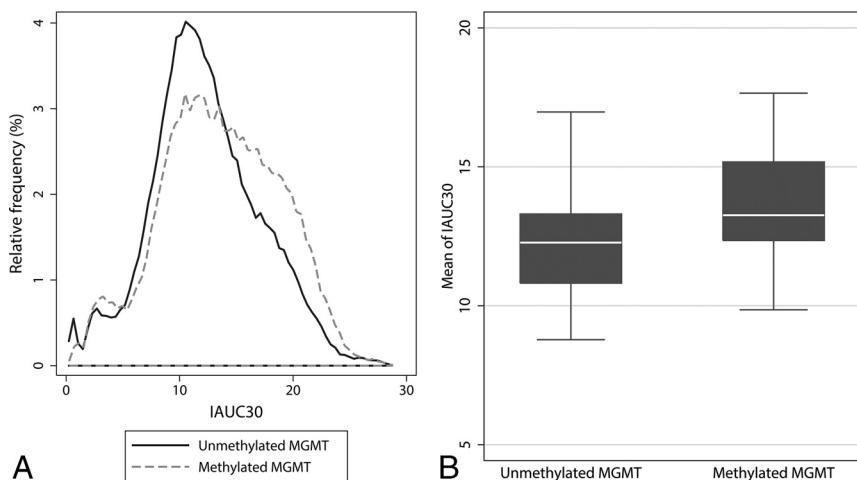 4
3
2
1
0
Relative frequency (%)
0 10 20 30
IAUC30
Unmethylated MGMT
Methylated MGMT
A
20
15
10
5
Mean of IAUC30
Unmethylated MGMT Methylated MGMT
B